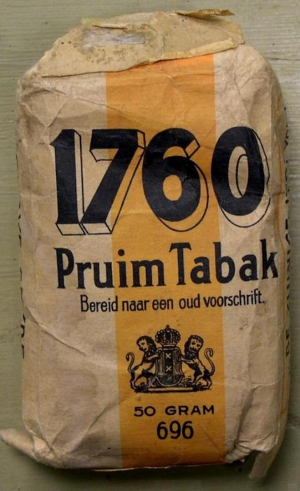 1760
Pruim Tabak
Bereid naar een oud voorschrift.
50 GRAM
696